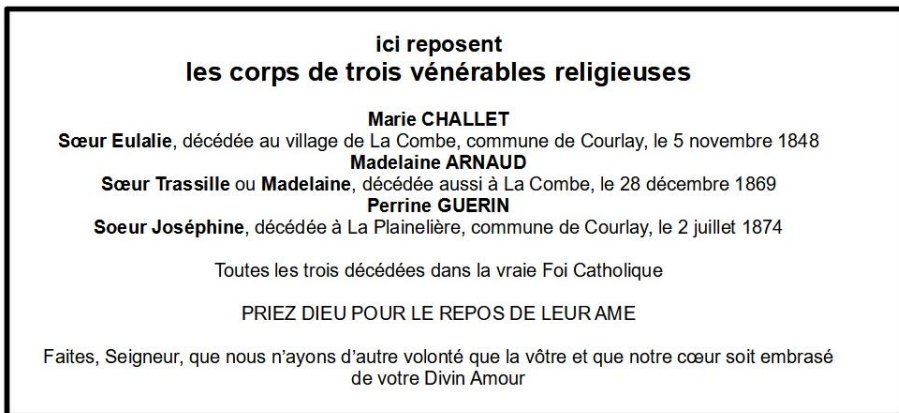 ici reposent
les corps de trois vénérables religieuses
Marie CHALLET
Sœur Eulalie, décédée au village de La Combe, commune de Courlay, le 5 novembre 1848
Madelaine ARNAUD
Sœur Trassille ou Madelaine, décédée aussi à La Combe, le 28 décembre 1869
Perrine GUERIN
Soeur Joséphine, décédée à La Plainelière, commune de Courlay, le 2 juillet 1874
Toutes les trois décédées dans la vraie Foi Catholique
PRIEZ DIEU POUR LE REPOS DE LEUR AME
Faites, Seigneur, que nous n’ayons d’autre volonté que la vôtre et que notre cœur soit embrasé
de votre Divin Amour